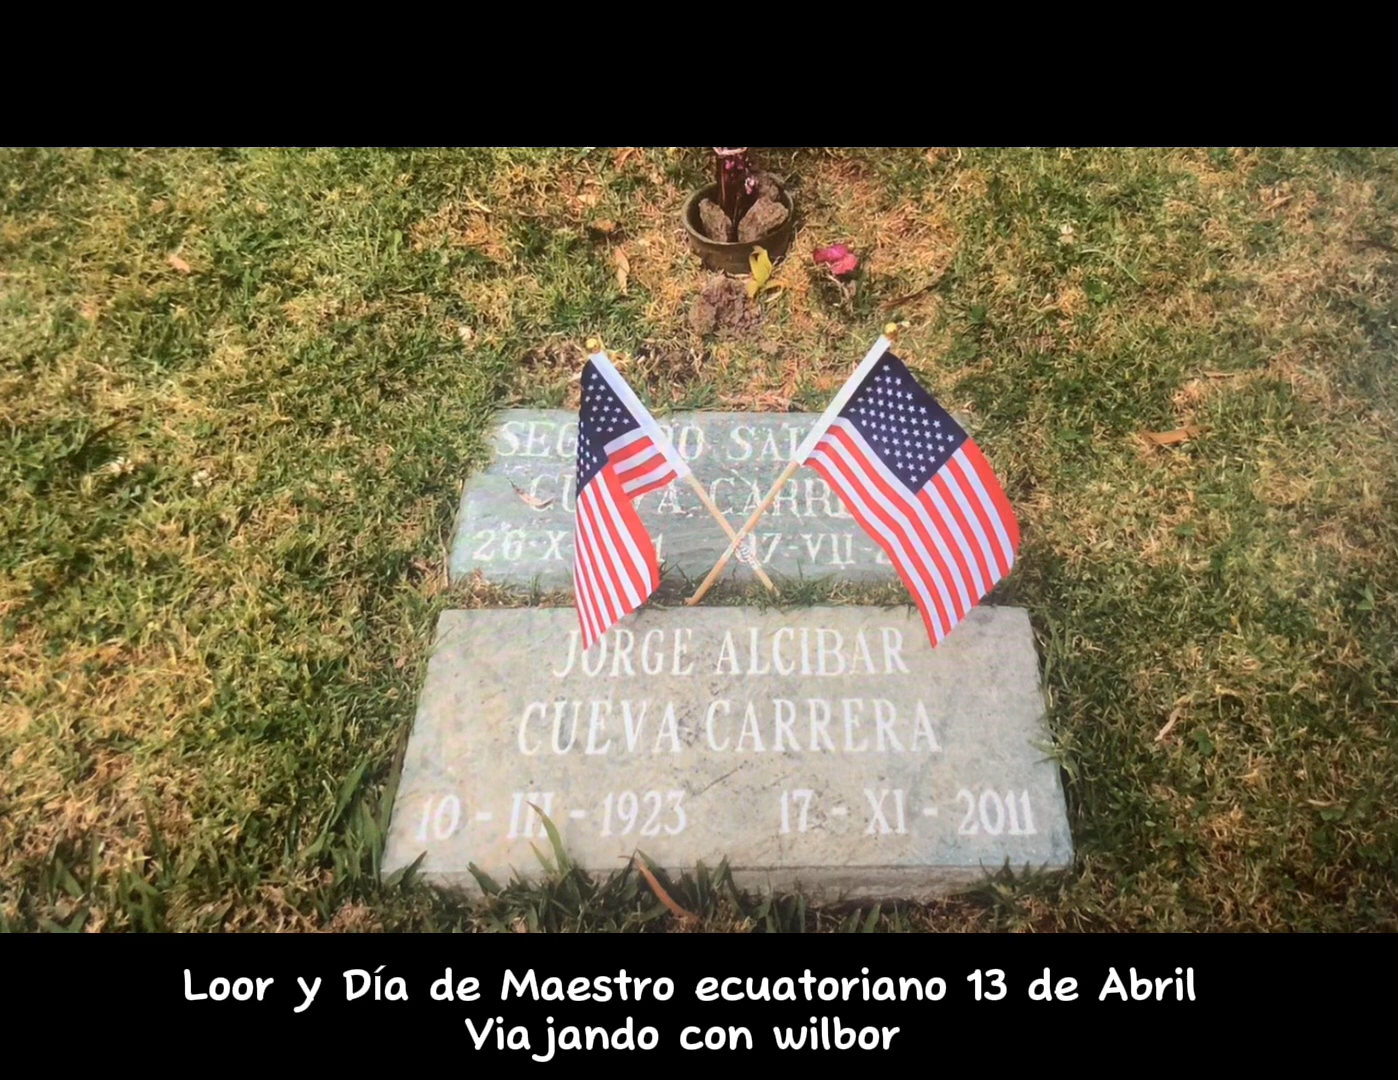 CARRE
JORGE ALCIBAR
CUEVA CARRERA
10 - III - 1923 17 - XI - 2011
Loor y Día de Maestro ecuatoriano 13 de Abril
Viajando con wilbor